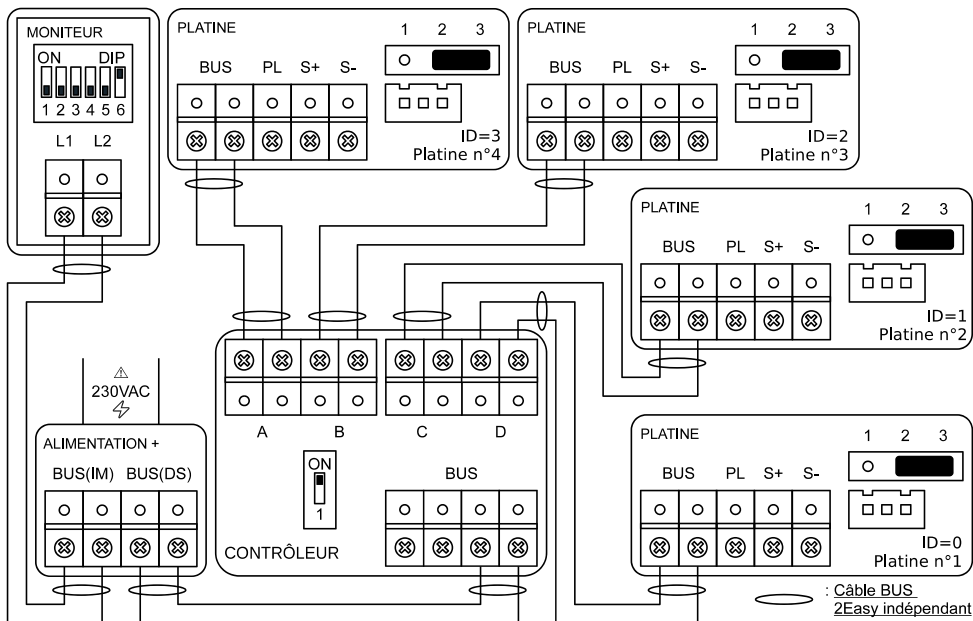 MONITEUR
ON DIP
1 2 3 4 5 6
L1 L2
PLATINE
1 2 3
BUS PL S+ S-
ID=3
Platine n°4
PLATINE
1 2 3
BUS PL S+ S-
ID=2
Platine n°3
PLATINE
1 2 3
BUS PL S+ S-
ID=1
Platine n°2
230VAC
ALIMENTATION +
BUS(IM) BUS(DS)
A B C D
ON
1
BUS
CONTRÔLEUR
PLATINE
1 2 3
BUS PL S+ S-
ID=0
Platine n°1
: Câble BUS
2Easy indépendant